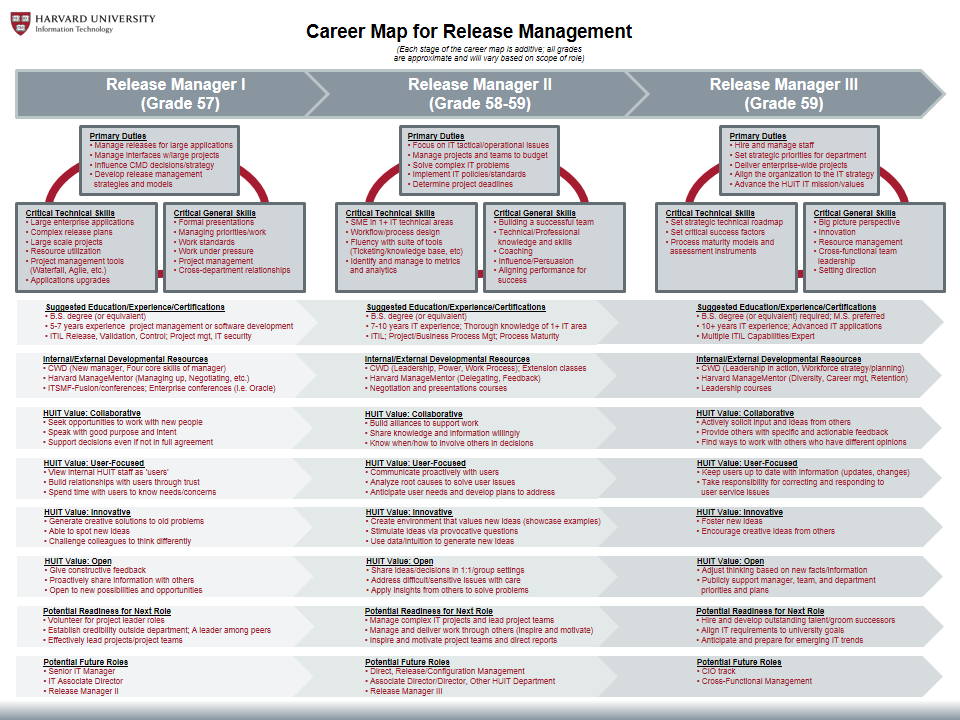 HARVARD UNIVERSITY
Information Technology
Career Map for Release Management
(Each stage of the career map is additive; all grades
are approximate and will vary based on scope of role)
Release Manager I
(Grade 57)
Release Manager II
(Grade 58-59)
Release Manager III
(Grade 59)
Primary Duties
• Manage releases for large applications
• Manage interfaces w/large projects
• Influence CMD decisions/strategy
• Develop release management
strategies and models
Primary Duties
• Focus on IT tactical/operational issues
• Manage projects and teams to budget
• Solve complex IT problems
• Implement IT policies/standards
• Determine project deadlines
Primary Duties
• Hire and manage staff
• Set strategic priorities for department
• Deliver enterprise-wide projects
• Align the organization to the IT strategy
• Advance the HUIT IT mission/values
Critical Technical Skills
• Large enterprise applications
• Complex release plans
• Large scale projects
• Resource utilization
• Project management tools
(Waterfall, Agile, etc.)
• Applications upgrades
Critical General Skills
• Formal presentations
• Managing priorities/work
• Work standards
• Work under pressure
• Project management
• Cross-department relationships
Critical Technical Skills
• SME in 1+ IT technical areas
• Workflow/process design
• Fluency with suite of tools
(Ticketing/knowledge base, etc)
• Identify and manage to metrics
and analytics
Critical General Skills
• Building a successful team
• Technical/Professional
knowledge and skills
• Coaching
• Influence/Persuasion
• Aligning performance for
success
Critical Technical Skills
• Set strategic technical roadmap
• Set critical success factors
• Process maturity models and
assessment instruments
Critical General Skills
• Big picture perspective
• Innovation
• Resource management
• Cross-functional team
leadership
• Setting direction
Suggested Education/Experience/Certifications
• B.S. degree (or equivalent)
• 5-7 years experience project management or software development
• ITIL Release, Validation, Control; Project mgt, IT security
Suggested Education/Experience/Certifications
• B.S. degree (or equivalent)
• 7-10 years IT experience; Thorough knowledge of 1+ IT area
• ITIL; Project/Business Process Mgt; Process Maturity
Suggested Education/Experience/Certifications
• B.S. degree (or equivalent) required; M.S. preferred
• 10+ years IT experience; Advanced IT applications
• Multiple ITIL Capabilities/Expert
Internal/External Developmental Resources
• CWD (New manager, Four core skills of manager)
• Harvard ManageMentor (Managing up, Negotiating, etc.)
• ITSMF-Fusion/conferences; Enterprise conferences (i.e. Oracle)
Internal/External Developmental Resources
• CWD (Leadership, Power, Work Process); Extension classes
• Harvard ManageMentor (Delegating, Feedback)
• Negotiation and presentations courses
Internal/External Developmental Resources
• CWD (Leadership in action, Workforce strategy/planning)
• Harvard ManageMentor (Diversity, Career mgt, Retention)
• Leadership courses
HUIT Value: Collaborative
• Seek opportunities to work with new people
• Speak with good purpose and intent
• Support decisions even if not in full agreement
HUIT Value: Collaborative
• Build alliances to support work
• Share knowledge and information willingly
• Know when/how to involve others in decisions
HUIT Value: Collaborative
• Actively solicit input and ideas from others
• Provide others with specific and actionable feedback
• Find ways to work with others who have different opinions
HUIT Value: User-Focused
• View internal HUIT staff as 'users'
• Build relationships with users through trust
• Spend time with users to know needs/concerns
HUIT Value: User-Focused
• Communicate proactively with users
• Analyze root causes to solve user issues
• Anticipate user needs and develop plans to address
HUIT Value: User-Focused
• Keep users up to date with information (updates, changes)
• Take responsibility for correcting and responding to
user service issues
HUIT Value: Innovative
• Generate creative solutions to old problems
• Able to spot new ideas
• Challenge colleagues to think differently
HUIT Value: Innovative
• Create environment that values new ideas (showcase examples)
• Stimulate ideas via provocative questions
• Use data/intuition to generate new ideas
HUIT Value: Innovative
• Foster new ideas
• Encourage creative ideas from others
HUIT Value: Open
• Give constructive feedback
• Proactively share information with others
• Open to new possibilities and opportunities
HUIT Value: Open
• Share ideas/decisions in 1:1/group settings
• Address difficult/sensitive issues with care
• Apply insights from others to solve problems
HUIT Value: Open
• Adjust thinking based on new facts/information
• Publicly support manager, team, and department
priorities and plans
Potential Readiness for Next Role
• Volunteer for project leader roles
• Establish credibility outside department; A leader among peers
• Effectively lead projects/project teams
Potential Readiness for Next Role
• Manage complex IT projects and lead project teams
• Manage and deliver work through others (Inspire and motivate)
• Inspire and motivate project teams and direct reports
Potential Readiness for Next Role
• Hire and develop outstanding talent/groom successors
• Align IT requirements to university goals
• Anticipate and prepare for emerging IT trends
Potential Future Roles
• Senior IT Manager
• IT Associate Director
• Release Manager II
Potential Future Roles
• Direct, Release/Configuration Management
• Associate Director/Director, Other HUIT Department
• Release Manager III
Potential Future Roles
• CIO track
• Cross-Functional Management